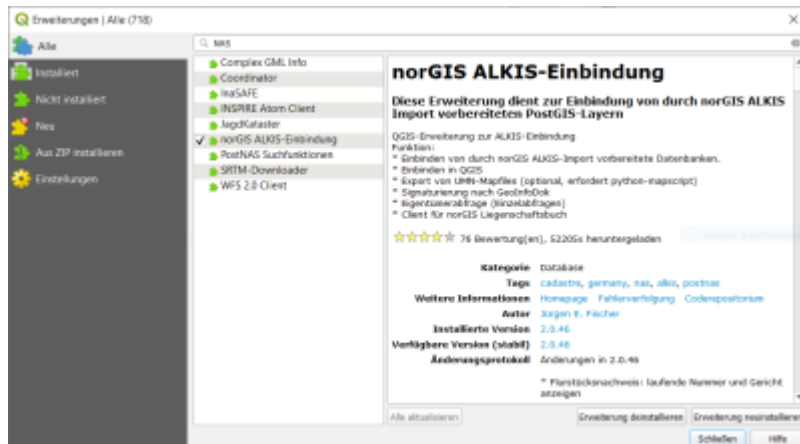 Erweiterungen | Alle (718)
Alle
Installiert
Nicht installiert
Neu
Aus ZIP installieren
Einstellungen
NAS
Complex GML Info
Coordinator
InaSAFE
INSPIRE Atom Client
JagdKataster
norGIS ALKIS-Einbindung
PostNAS Suchfunktionen
SRTM-Downloader
WFS 2.0 Client
norGIS ALKIS-Einbindung
Diese Erweiterung dient zur Einbindung von durch norGIS ALKIS
Import vorbereiteten PostGIS-Layern
QGIS-Erweiterung zur ALKIS-Einbindung
Funktion:
* Einbinden von durch norGIS ALKIS-Import vorbereitete Datenbanken.
* Einbinden in QGIS
* Export von UMN-Mapfiles (optional, erfordert python-mapscript)
* Signaturierung nach GeoInfoDok
* Eigentümerabfrage (Einzelabfragen)
* Client für norGIS Liegenschaftsbuch
76 Bewertung(en), 52205x heruntergeladen
Kategorie Database
Tags cadastre, germany, nas, alkis, postnas
Weitere Informationen Homepage Fehlerverfolgung Coderepositorium
Autor Jürgen E. Fischer
Installierte Version 2.0.46
Verfügbare Version (stabil) 2.0.46
Änderungsprotokoll Änderungen in 2.0.46
* Flurstücksnachweis: laufende Nummer und Gericht
anzeigen
Alle aktualisieren
Erweiterung deinstallieren
Erweiterung neuinstallieren
Schließen
Hilfe